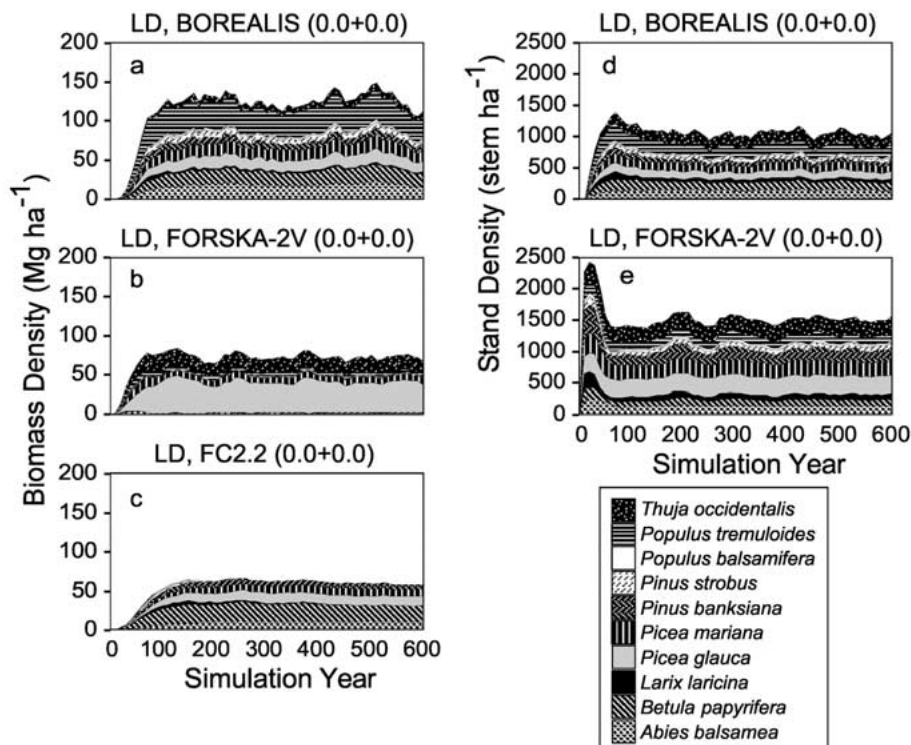 LD, BOREALIS (0.0+0.0)
200
150
100
50
0
a
LD, FORSKA-2V (0.0+0.0)
200
150
100
50
0
b
LD, FC2.2 (0.0+0.0)
200
150
100
50
0
c
0 100 200 300 400 500 600
Simulation Year
Biomass Density (Mg ha⁻¹)
LD, BOREALIS (0.0+0.0)
2500
2000
1500
1000
500
0
d
LD, FORSKA-2V (0.0+0.0)
2500
2000
1500
1000
500
0
e
0 100 200 300 400 500 600
Simulation Year
Stand Density (stem ha⁻¹)
Thuja occidentalis
Populus tremuloides
Populus balsamifera
Pinus strobus
Pinus banksiana
Picea mariana
Picea glauca
Larix laricina
Betula papyrifera
Abies balsamea